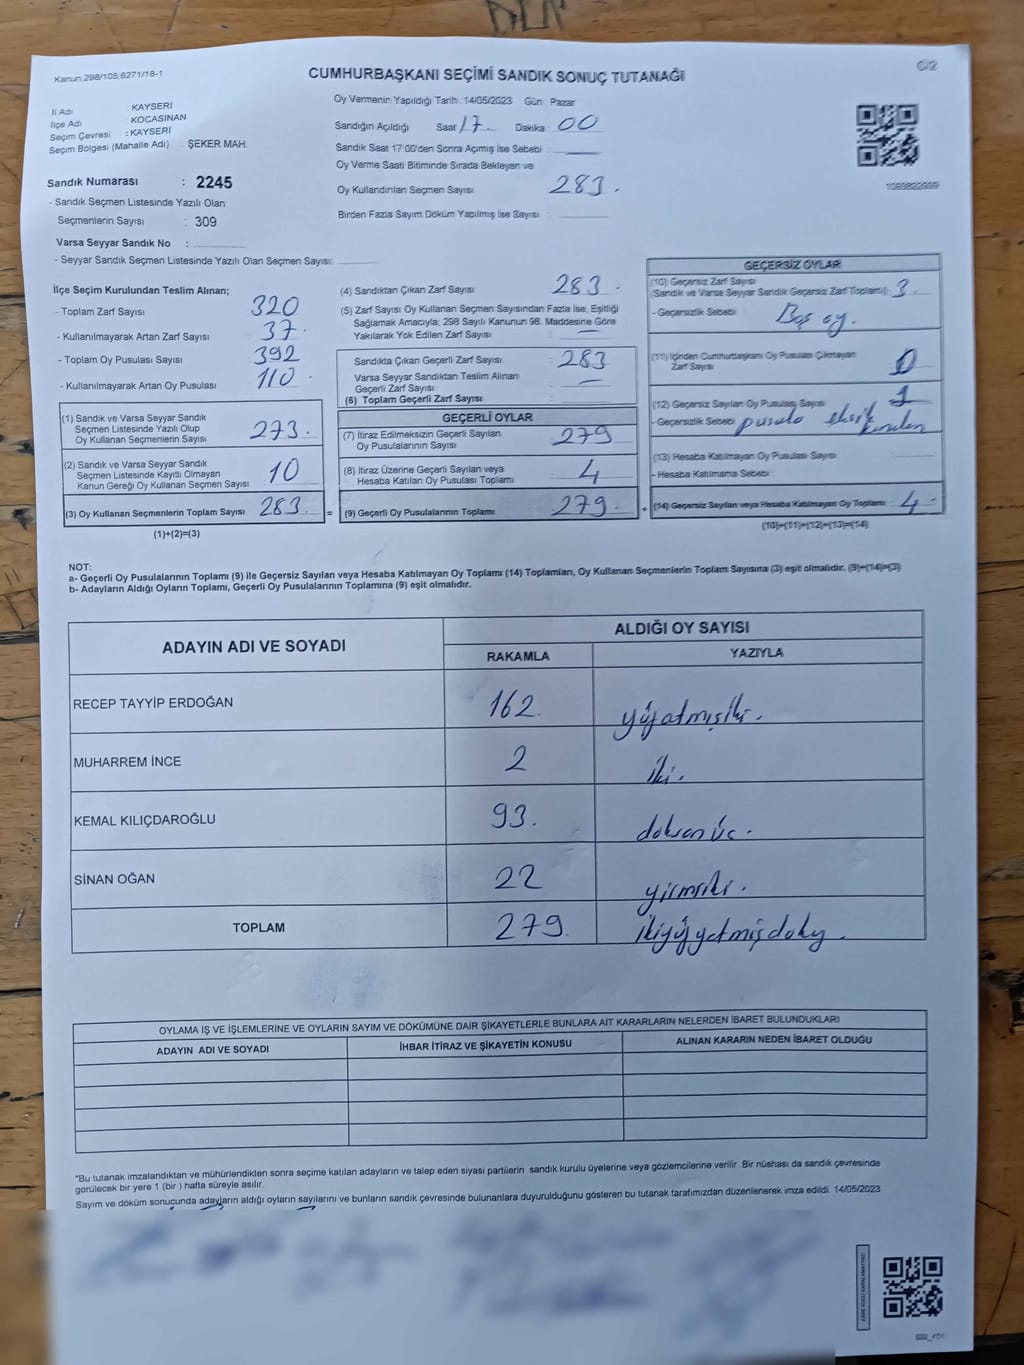 Kanun:298/105,6271/18-1
C/2
CUMHURBAŞKANI SEÇİMİ SANDIK SONUÇ TUTANAĞI
İl Adı KAYSERİ
İlçe Adı KOCASİNAN
Seçim Çevresi : KAYSERİ
Seçim Bölgesi (Mahalle Adı) : ŞEKER MAH.
Sandık Numarası : 2245
- Sandık Seçmen Listesinde Yazılı Olan
Seçmenlerin Sayısı : 309
Varsa Seyyar Sandık No :
- Seyyar Sandık Seçmen Listesinde Yazılı Olan Seçmen Sayısı:
Oy Vermenin Yapıldığı Tarih: 14/05/2023 Gün: Pazar
Sandığın Açıldığı Saat 17 Dakika 00
Sandık Saat 17:00'den Sonra Açımış İse Sebebi
Oy Verme Saati Bitiminde Sırada Bekleyen ve
Oy Kullandırılan Seçmen Sayısı 283.
Birden Fazla Sayım Döküm Yapılmış İse Sayısı
1093822939
İlçe Seçim Kurulundan Teslim Alınan;
- Toplam Zarf Sayısı 320
- Kullanılmayarak Artan Zarf Sayısı 37.
- Toplam Oy Pusulası Sayısı 392
- Kullanılmayarak Artan Oy Pusulası 110.
(1) Sandık ve Varsa Seyyar Sandık
Seçmen Listesinde Yazılı Olup
Oy Kullanan Seçmenlerin Sayısı 273.
(2) Sandık ve Varsa Seyyar Sandık
Seçmen Listesinde Kayıtlı Olmayan
Kanun Gereği Oy Kullanan Seçmen Sayısı 10
(3) Oy Kullanan Seçmenlerin Toplam Sayısı 283. =
(1)+(2)=(3)
(4) Sandıktan Çıkan Zarf Sayısı 283.
(5) Zarf Sayısı Oy Kullanan Seçmen Sayısından Fazla İse, Eşitliği
Sağlamak Amacıyla; 298 Sayılı Kanunun 98. Maddesine Göre
Yakılarak Yok Edilen Zarf Sayısı : —
Sandıkta Çıkan Geçerli Zarf Sayısı 283
Varsa Seyyar Sandıktan Teslim Alınan
Geçerli Zarf Sayısı —
(6) Toplam Geçerli Zarf Sayısı :
GEÇERLİ OYLAR
(7) İtiraz Edilmeksizin Geçerli Sayılan
Oy Pusulalarının Sayısı 279
(8) İtiraz Üzerine Geçerli Sayılan veya
Hesaba Katılan Oy Pusulası Toplamı 4
(9) Geçerli Oy Pusulalarının Toplamı 279. +
GEÇERSİZ OYLAR
(10) Geçersiz Zarf Sayısı
(Sandık ve Varsa Seyyar Sandık Geçersiz Zarf Toplamı) 3.
- Geçersizlik Sebebi: Boş oy.
(11) İçinden Cumhurbaşkanı Oy Pusulası Çıkmayan
Zarf Sayısı 0
(12) Geçersiz Sayılan Oy Pusulası Sayısı 1
- Geçersizlik Sebebi pusula eksik
(13) Hesaba Katılmayan Oy Pusulası Sayısı
- Hesaba Katılmama Sebebi
(14) Geçersiz Sayılan veya Hesaba Katılmayan Oy Toplamı 4
(10)+(11)+(12)+(13)=(14)
NOT:
a- Geçerli Oy Pusulalarının Toplamı (9) ile Geçersiz Sayılan veya Hesaba Katılmayan Oy Toplamı (14) Toplamları, Oy Kullanan Seçmenlerin Toplam Sayısına (3) eşit olmalıdır. (9)+(14)=(3)
b- Adayların Aldığı Oyların Toplamı, Geçerli Oy Pusulalarının Toplamına (9) eşit olmalıdır.
ADAYIN ADI VE SOYADI ALDIĞI OY SAYISI
RAKAMLA YAZIYLA
RECEP TAYYİP ERDOĞAN 162. yüzatmışiki.
MUHARREM İNCE 2 iki.
KEMAL KILIÇDAROĞLU 93. doksanüç.
SİNAN OĞAN 22 yirmiiki.
TOPLAM 279. ikiyüzyetmişdokuz.
OYLAMA İŞ VE İŞLEMLERİNE VE OYLARIN SAYIM VE DÖKÜMÜNE DAİR ŞİKAYETLERLE BUNLARA AİT KARARLARIN NELERDEN İBARET BULUNDUKLARI
ADAYIN ADI VE SOYADI İHBAR İTİRAZ VE ŞİKAYETİN KONUSU ALINAN KARARIN NEDEN İBARET OLDUĞU
*Bu tutanak imzalandıktan ve mühürlendikten sonra seçime katılan adayların ve talep eden siyasi partilerin sandık kurulu üyelerine veya gözlemcilerine verilir .Bir nüshası da sandık çevresinde
görülecek bir yere 1 (bir ) hafta süreyle asılır.
Sayım ve döküm sonuçunda adayların aldığı oyların sayılarını ve bunların sandık çevresinde bulunanlara duyurulduğunu gösteren bu tutanak tarafımızdan düzenlenerek imza edildi. 14/05/2023